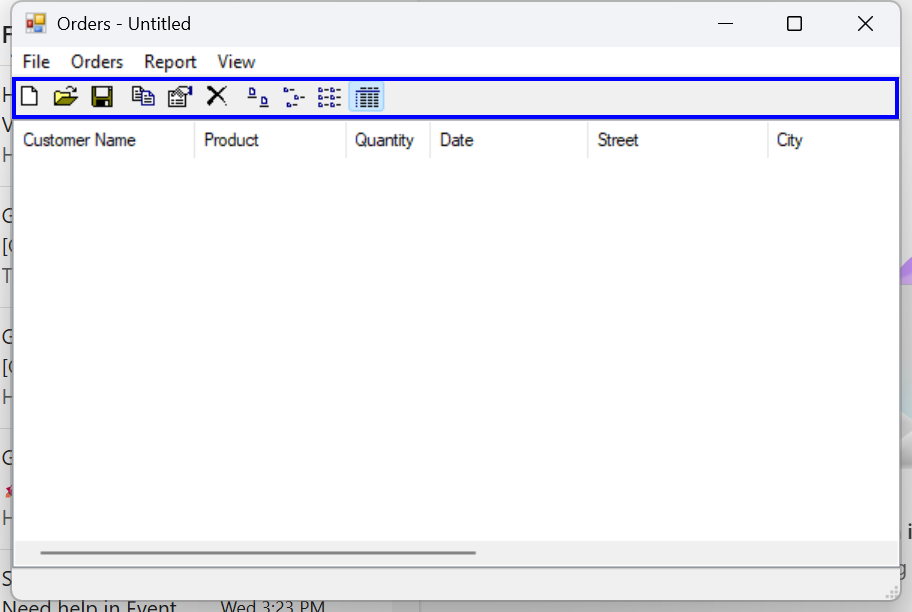 Orders - Untitled
File Orders Report View
Customer Name Product Quantity Date Street City
Need help in Event Wed 3:23 PM